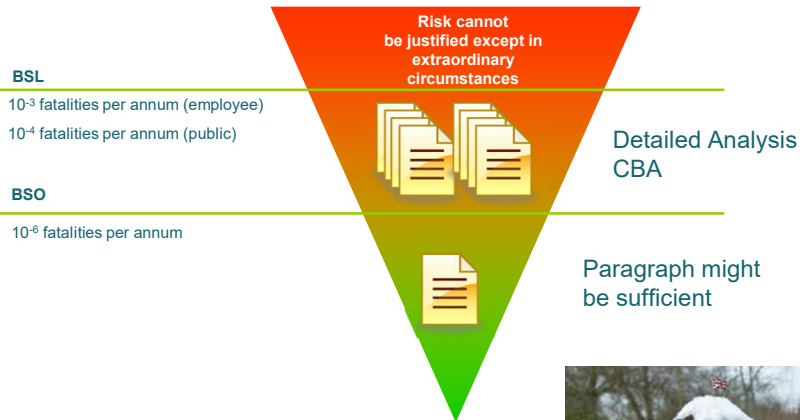 Risk cannot
be justified except in
extraordinary
circumstances
BSL
10⁻³ fatalities per annum (employee)
10⁻⁴ fatalities per annum (public)
Detailed Analysis
CBA
BSO
10⁻⁶ fatalities per annum
Paragraph might
be sufficient